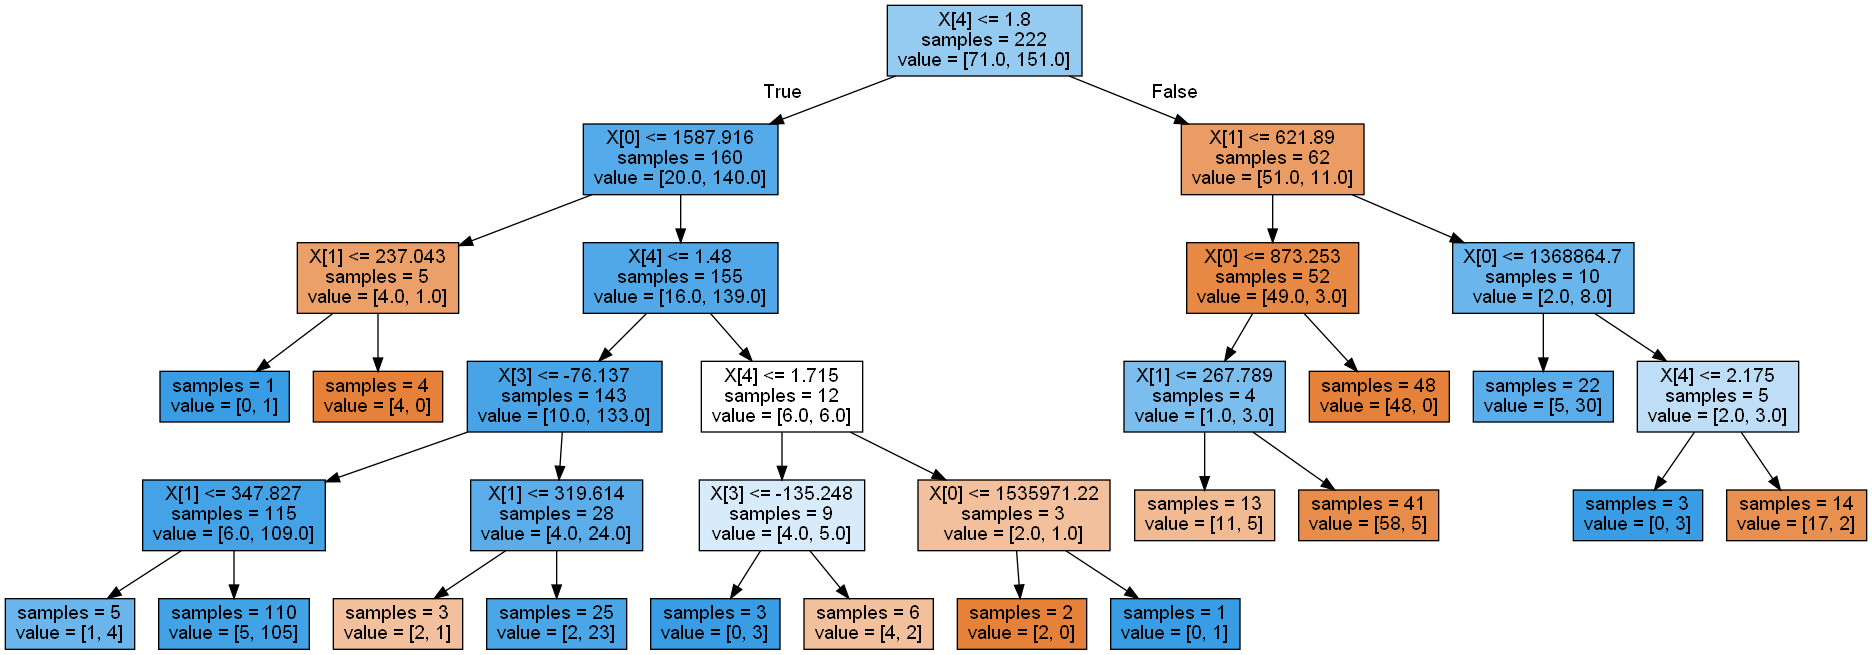 X[4] <= 1.8
samples = 222
value = [71.0, 151.0]
True
False
X[0] <= 1587.916
samples = 160
value = [20.0, 140.0]
X[1] <= 621.89
samples = 62
value = [51.0, 11.0]
X[1] <= 237.043
samples = 5
value = [4.0, 1.0]
X[4] <= 1.48
samples = 155
value = [16.0, 139.0]
X[0] <= 873.253
samples = 52
value = [49.0, 3.0]
X[0] <= 1368864.7
samples = 10
value = [2.0, 8.0]
samples = 1
value = [0, 1]
samples = 4
value = [4, 0]
X[3] <= -76.137
samples = 143
value = [10.0, 133.0]
X[4] <= 1.715
samples = 12
value = [6.0, 6.0]
X[1] <= 267.789
samples = 4
value = [1.0, 3.0]
samples = 48
value = [48, 0]
samples = 22
value = [5, 30]
X[4] <= 2.175
samples = 5
value = [2.0, 3.0]
X[1] <= 347.827
samples = 115
value = [6.0, 109.0]
X[1] <= 319.614
samples = 28
value = [4.0, 24.0]
X[3] <= -135.248
samples = 9
value = [4.0, 5.0]
X[0] <= 1535971.22
samples = 3
value = [2.0, 1.0]
samples = 13
value = [11, 5]
samples = 41
value = [58, 5]
samples = 3
value = [0, 3]
samples = 14
value = [17, 2]
samples = 5
value = [1, 4]
samples = 110
value = [5, 105]
samples = 3
value = [2, 1]
samples = 25
value = [2, 23]
samples = 3
value = [0, 3]
samples = 6
value = [4, 2]
samples = 2
value = [2, 0]
samples = 1
value = [0, 1]